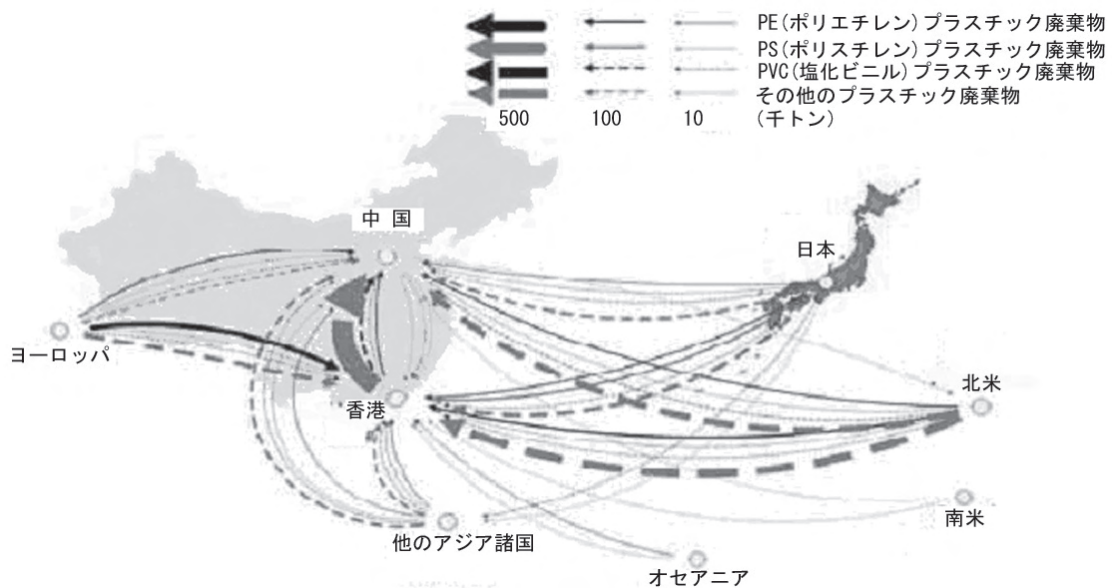 PE(ポリエチレン)プラスチック廃棄物
PS(ポリスチレン)プラスチック廃棄物
PVC(塩化ビニル)プラスチック廃棄物
その他のプラスチック廃棄物
500 100 10 (千トン)
中 国
日本
ヨーロッパ
北米
香港
南米
他のアジア諸国
オセアニア